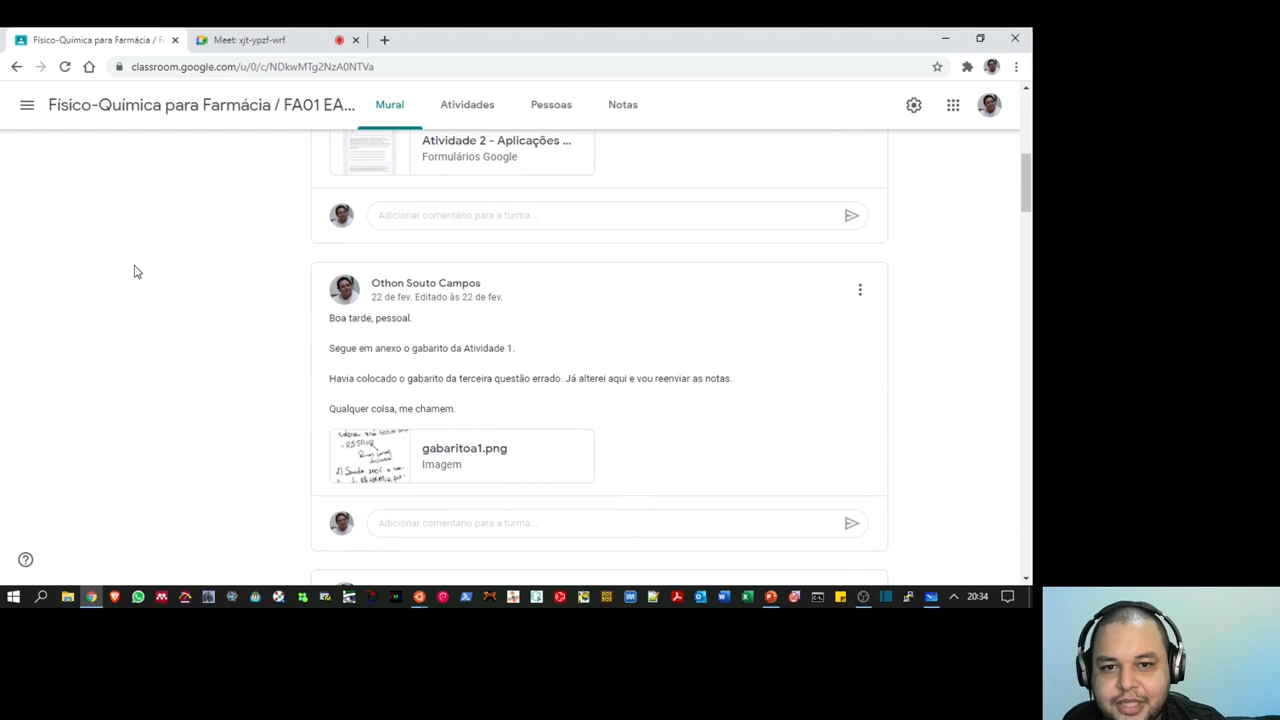 Físico-Química para Farmácia / F
Meet: xjt-ypzf-wrf
classroom.google.com/u/0/c/NDkwMTg2NzA0NTVa
Físico-Química para Farmácia / FA01 EA...
Mural
Atividades
Pessoas
Notas
Atividade 2 - Aplicações ...
Formulários Google
Adicionar comentário para a turma...
Othon Souto Campos
22 de fev. Editado às 22 de fev.
Boa tarde, pessoal.
Segue em anexo o gabarito da Atividade 1.
Havia colocado o gabarito da terceira questão errado. Já alterei aqui e vou reenviar as notas.
Qualquer coisa, me chamem.
gabaritoa1.png
Imagem
Adicionar comentário para a turma...
20:34